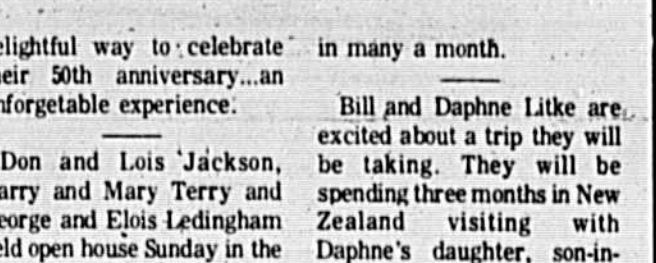 elightful way to celebrate
eir 50th anniversary...an
nforgetable experience.
Don and Lois Jackson,
arry and Mary Terry and
eorge and Elois Ledingham
eld open house Sunday in the
in many a month.
Bill and Daphne Litke are
excited about a trip they will
be taking. They will be
spending three months in New
Zealand visiting with
Daphne's daughter, son-in-